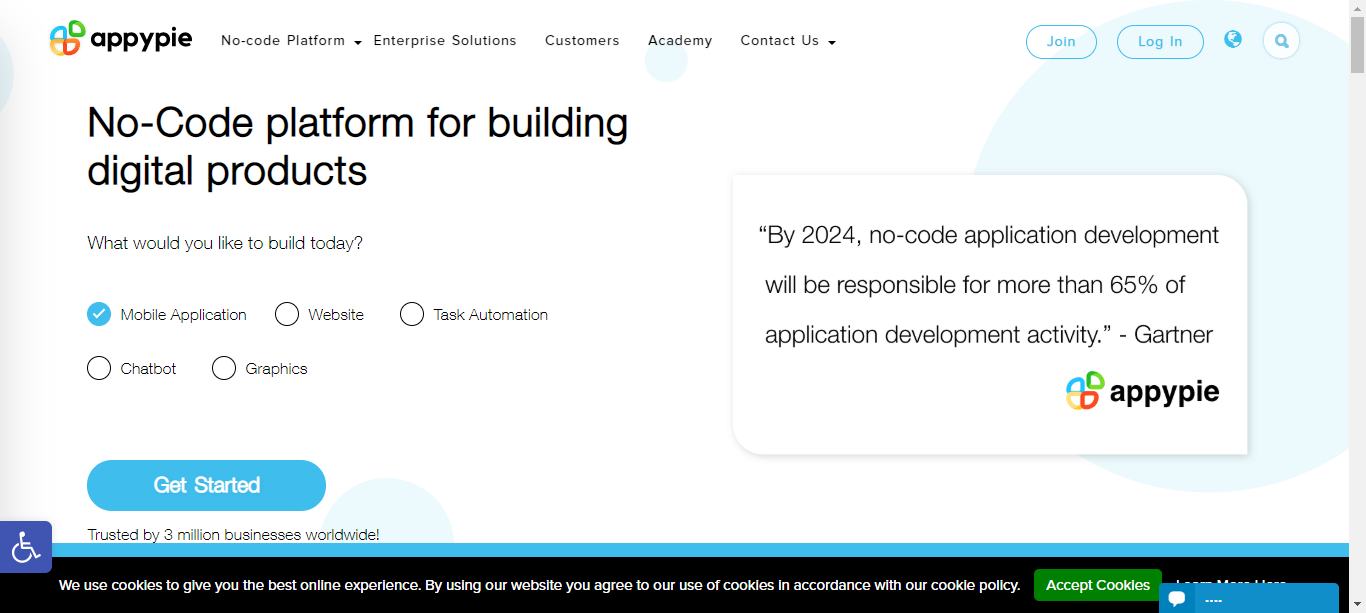 appypie
No-code Platform Enterprise Solutions Customers Academy Contact Us Join Log In
No-Code platform for building
digital products
What would you like to build today?
Mobile Application Website Task Automation
Chatbot Graphics
Get Started
Trusted by 3 million businesses worldwide!
“By 2024, no-code application development
will be responsible for more than 65% of
application development activity.” - Gartner
appypie
We use cookies to give you the best online experience. By using our website you agree to our use of cookies in accordance with our cookie policy. Accept Cookies Learn More Here
----